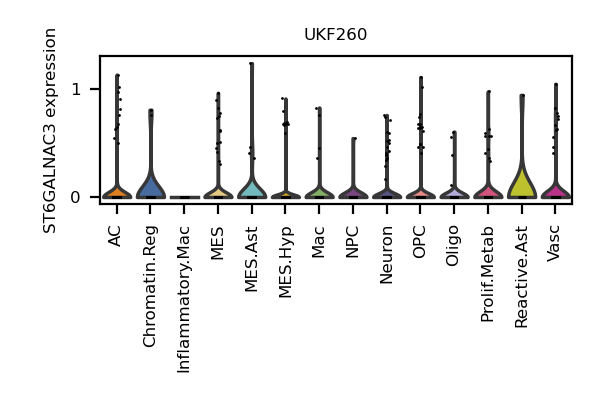 UKF260
ST6GALNAC3 expression
1
0
AC
Chromatin.Reg
Inflammatory.Mac
MES
MES.Ast
MES.Hyp
Mac
NPC
Neuron
OPC
Oligo
Prolif.Metab
Reactive.Ast
Vasc